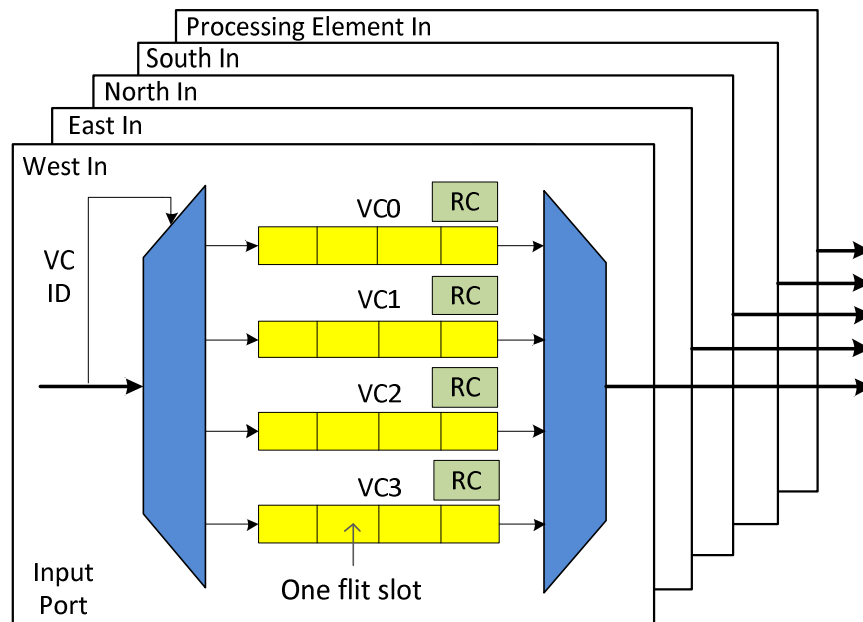 Processing Element In
South In
North In
East In
West In
VC0
RC
VC
ID
VC1
RC
VC2
RC
VC3
RC
One flit slot
Input
Port